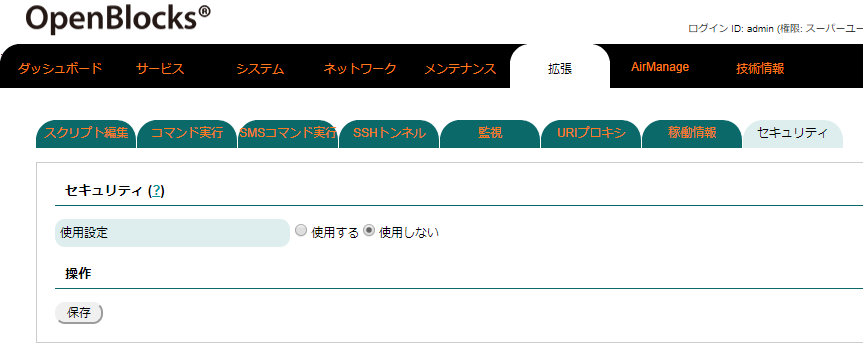 OpenBlocks®
ログイン ID: admin (権限: スーパーユー
ダッシュボード サービス システム ネットワーク メンテナンス 拡張 AirManage 技術情報
スクリプト編集 コマンド実行 SMSコマンド実行 SSHトンネル 監視 URIプロキシ 稼働情報 セキュリティ
セキュリティ (?)
使用設定 使用する 使用しない
操作
保存